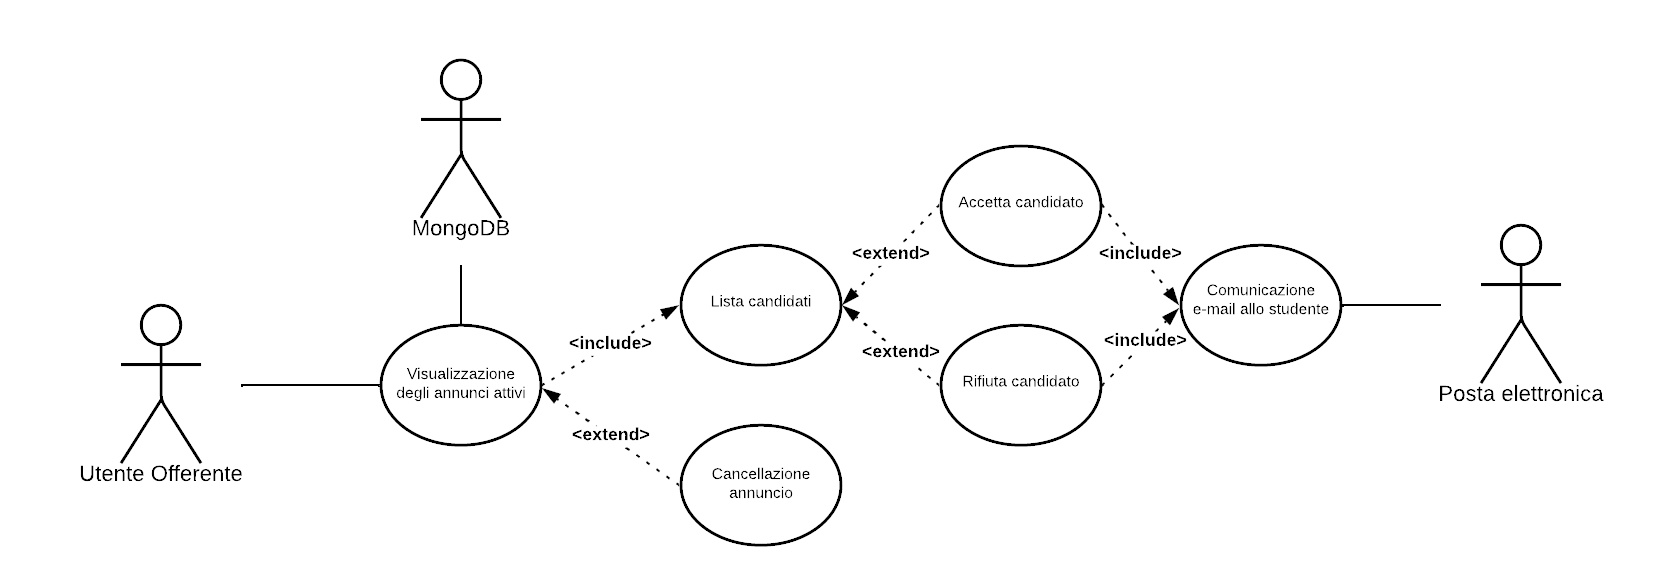 MongoDB
Utente Offerente
Visualizzazione
degli annunci attivi
<include>
<extend>
Lista candidati
Cancellazione
annuncio
<extend>
<extend>
Accetta candidato
Rifiuta candidato
<include>
<include>
Comunicazione
e-mail allo studente
Posta elettronica